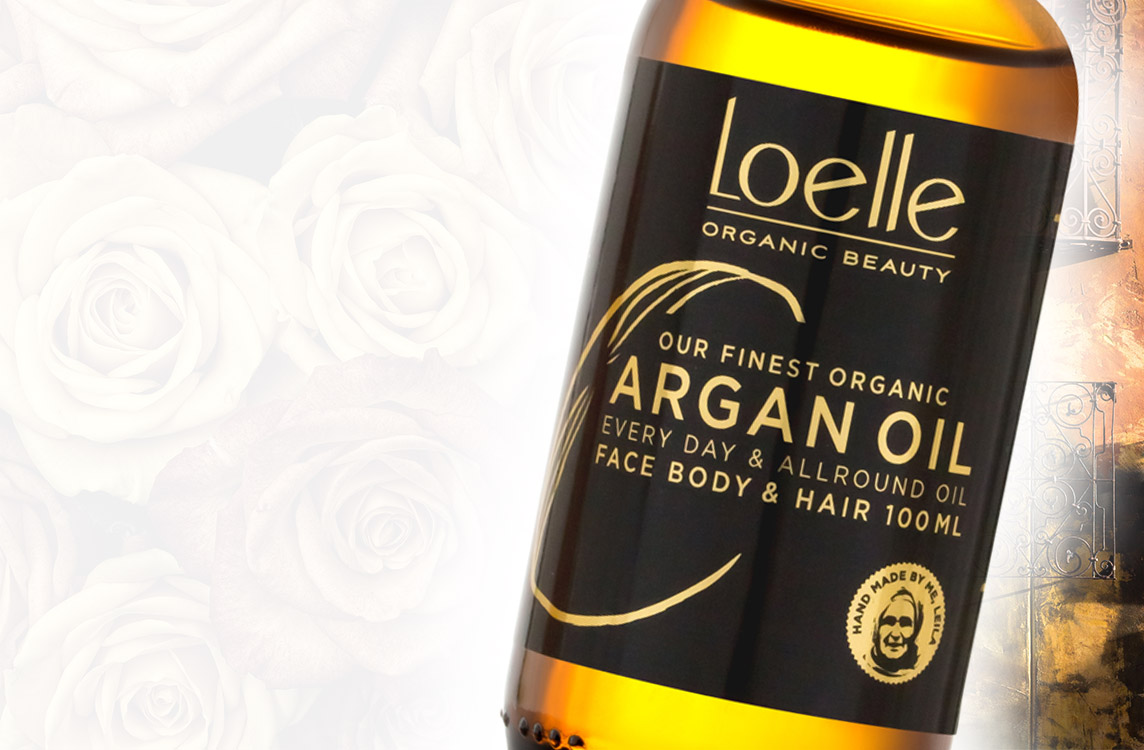 Loelle
ORGANIC BEAUTY
OUR FINEST ORGANIC
ARGAN OIL
EVERY DAY & ALLROUND OIL
FACE BODY & HAIR 100ML
HAND MADE BY ME, LEILA